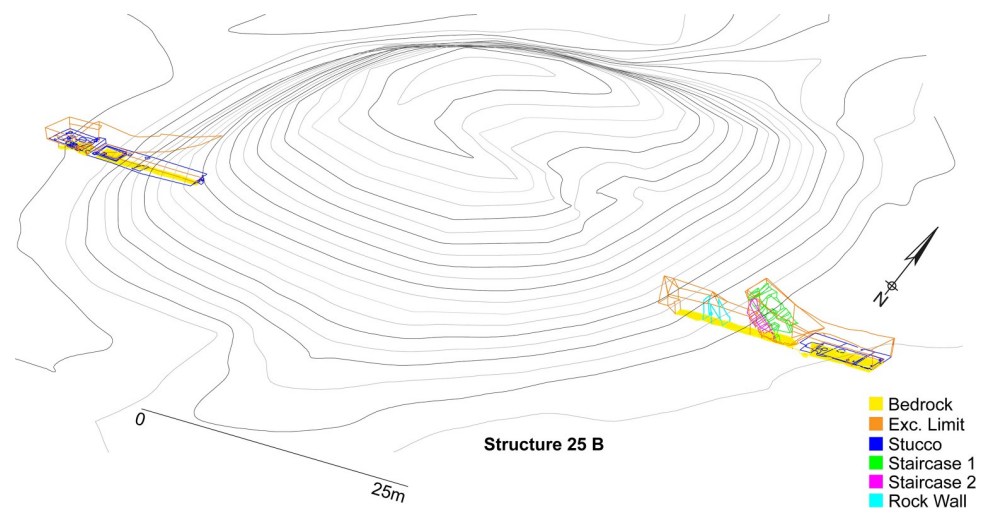 N
0
25m
Structure 25 B
Bedrock
Exc. Limit
Stucco
Staircase 1
Staircase 2
Rock Wall